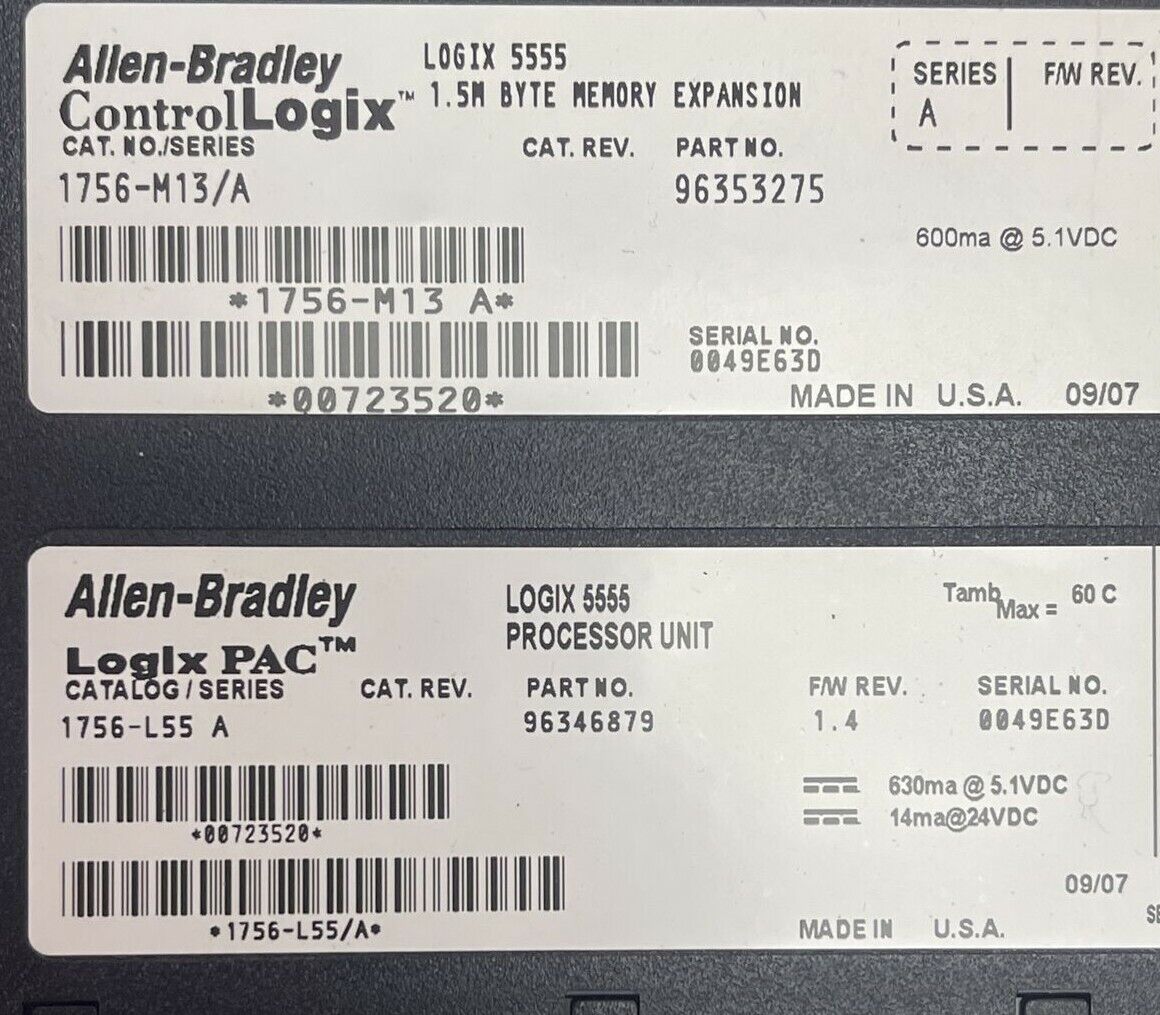 Allen-Bradley
ControlLogix™
LOGIX 5555
1.5M BYTE MEMORY EXPANSION
SERIES
A
F/W REV.
CAT. NO./SERIES
CAT. REV.
PART NO.
1756-M13/A
96353275
600ma @ 5.1VDC
*1756-M13 A*
SERIAL NO.
0049E63D
*00723520*
MADE IN U.S.A. 09/07
Allen-Bradley
Logix PAC™
LOGIX 5555
PROCESSOR UNIT
Tamb Max = 60 C
CATALOG / SERIES
CAT. REV.
PART NO.
F/W REV.
SERIAL NO.
1756-L55 A
96346879
1.4
0049E63D
630ma @ 5.1VDC
14ma@24VDC
*00723520*
09/07
*1756-L55/A*
MADE IN U.S.A.